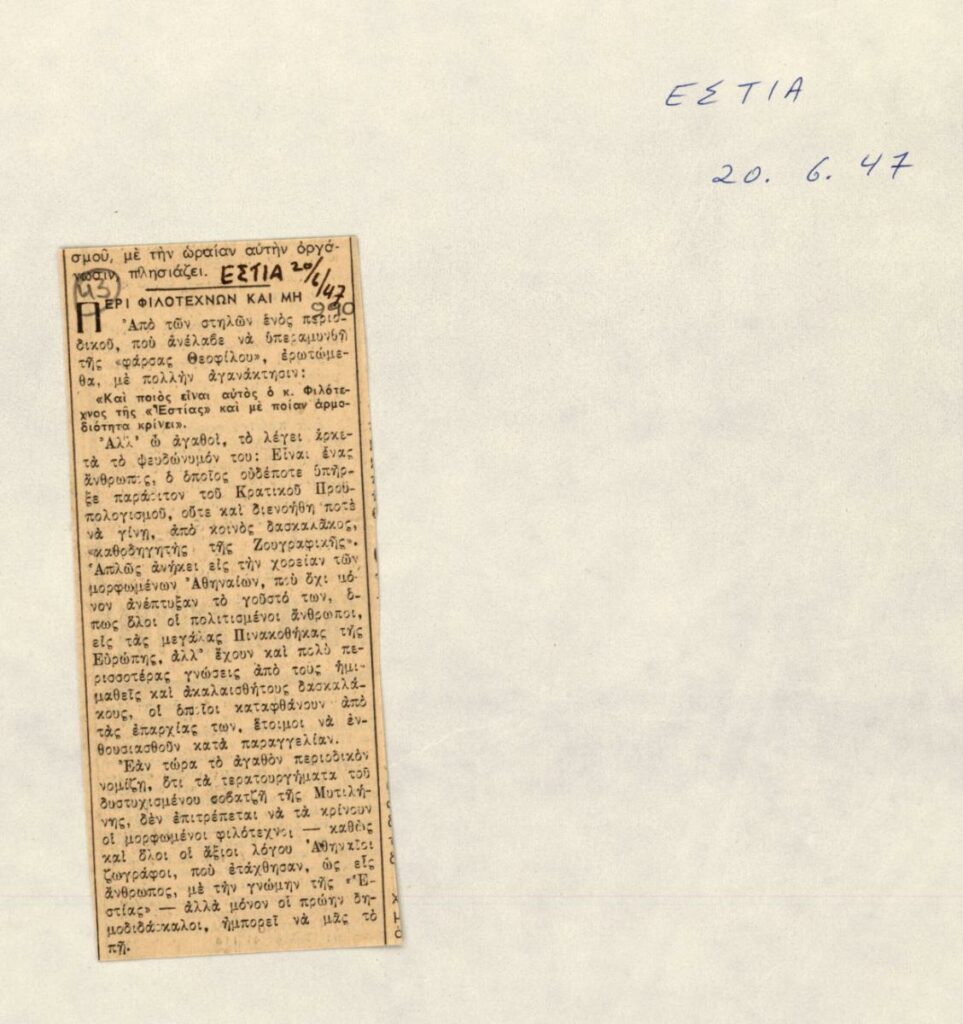 ΕΣΤΙΑ
20. 6. 47
σμοῦ, μὲ τὴν ὡραίαν αὐτὴν ὀργά-
νωσιν, πλησιάζει.
ΕΣΤΙΑ 20/6/47
43
990
ΠΕΡΙ ΦΙΛΟΤΕΧΝΩΝ ΚΑΙ ΜΗ
Ἀπὸ τῶν στηλῶν ἑνὸς περιο-
δικοῦ, ποὺ ἀνέλαβε νὰ ὑπεραμυνθῇ
τῆς «φάρσας Θεοφίλου», ἐρωτώμε-
θα, μὲ πολλὴν ἀγανάκτησιν:
«Καὶ ποιὸς εἶναι αὐτὸς ὁ κ. Φιλότε-
χνος τῆς «Ἑστίας» καὶ μὲ ποίαν ἁρμο-
διότητα κρίνει».
Ἀλλ' ὦ ἀγαθοί, τὸ λέγει ἀρκε-
τὰ τὸ ψευδώνυμόν του: Εἶναι ἕνας
ἄνθρωπος, ὁ ὁποῖος οὐδέποτε ὑπῆρ-
ξε παράσιτον τοῦ Κρατικοῦ Προϋ-
πολογισμοῦ, οὔτε καὶ διενοήθη ποτὲ
νὰ γίνῃ, ἀπὸ κοινὸς δασκαλάκος,
«καθοδηγητὴς τῆς Ζουγραφικῆς».
Ἁπλῶς ἀνήκει εἰς τὴν χορείαν τῶν
μορφωμένων Ἀθηναίων, ποὺ ὄχι μό-
νον ἀνέπτυξαν τὸ γοῦστό των, ὅ-
πως ὅλοι οἱ πολιτισμένοι ἄνθρωποι,
εἰς τὰς μεγάλας Πινακοθήκας τῆς
Εὐρώπης, ἀλλ' ἔχουν καὶ πολὺ πε-
ρισσοτέρας γνώσεις ἀπὸ τοὺς ἡμι-
μαθεῖς καὶ ἀκαλαισθήτους δασκαλά-
κους, οἱ ὁποῖοι καταφθάνουν ἀπὸ
τὰς ἐπαρχίας των, ἕτοιμοι νὰ ἐν-
θουσιασθοῦν κατὰ παραγγελίαν.
Ἐὰν τώρα τὸ ἀγαθὸν περιοδικὸν
νομίζῃ, ὅτι τὰ τερατουργήματα τοῦ
δυστυχισμένου σοβατζῆ τῆς Μυτιλή-
νης, δὲν ἐπιτρέπεται νὰ τὰ κρίνουν
οἱ μορφωμένοι φιλότεχνοι — καθὼς
καὶ ὅλοι οἱ ἄξιοι λόγου Ἀθηναῖοι
ζωγράφοι, ποὺ ἐτάχθησαν, ὡς εἷς
ἄνθρωπος, μὲ τὴν γνώμην τῆς «Ἑ-
στίας» — ἀλλὰ μόνον οἱ πρώην δη-
μοδιδάσκαλοι, ἠμπορεῖ νὰ μᾶς τὸ
πῇ.